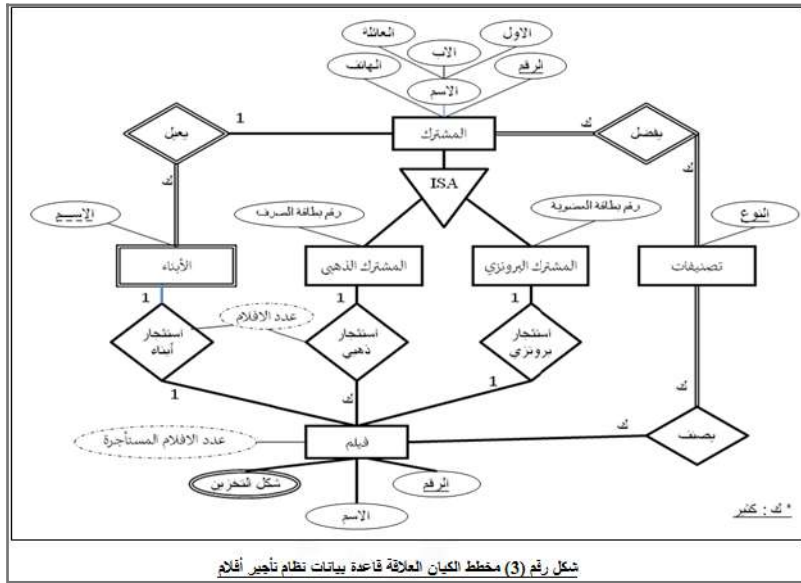 العائلة
الاب
الاول
الهاتف
الاسم
الرقم
يعيل
1
المشترك
ك
يفضل
ك
ك
ISA
الاسم
رقم بطاقة الصرف
رقم بطاقة العضوية
النوع
الأبناء
المشترك الذهبي
المشترك البرونزي
تصنيفات
1
1
1
عدد الافلام
استئجار
أبناء
استئجار
ذهبي
استئجار
برونزي
1
ك
1
ك
ك
يصنف
عدد الافلام المستأجرة
فيلم
شكل التخزين
الرقم
الاسم
* ك : كثير
شكل رقم (3) مخطط الكيان العلاقة قاعدة بيانات نظام تأجير أفلام